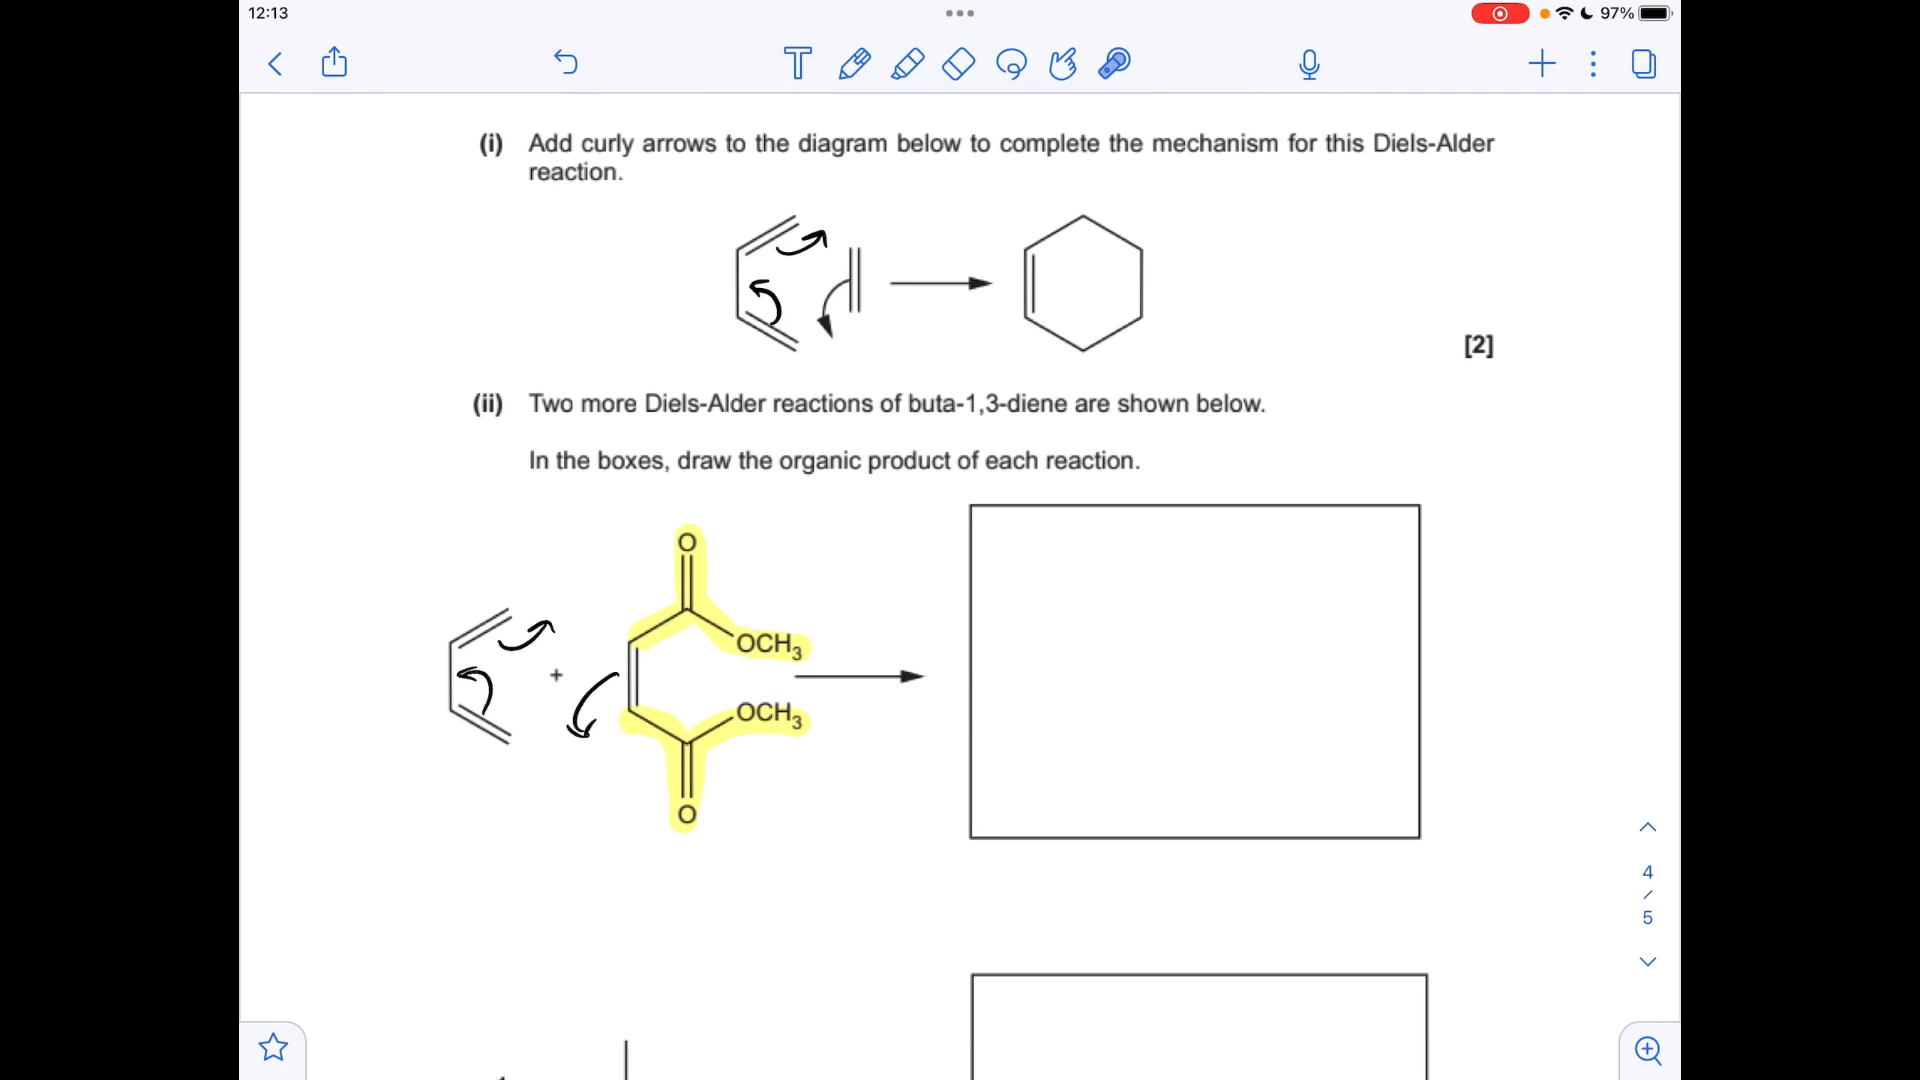 12:13
97%
(i) Add curly arrows to the diagram below to complete the mechanism for this Diels-Alder
reaction.
[2]
(ii) Two more Diels-Alder reactions of buta-1,3-diene are shown below.
In the boxes, draw the organic product of each reaction.
O
OCH₃
+
OCH₃
O
4
/
5